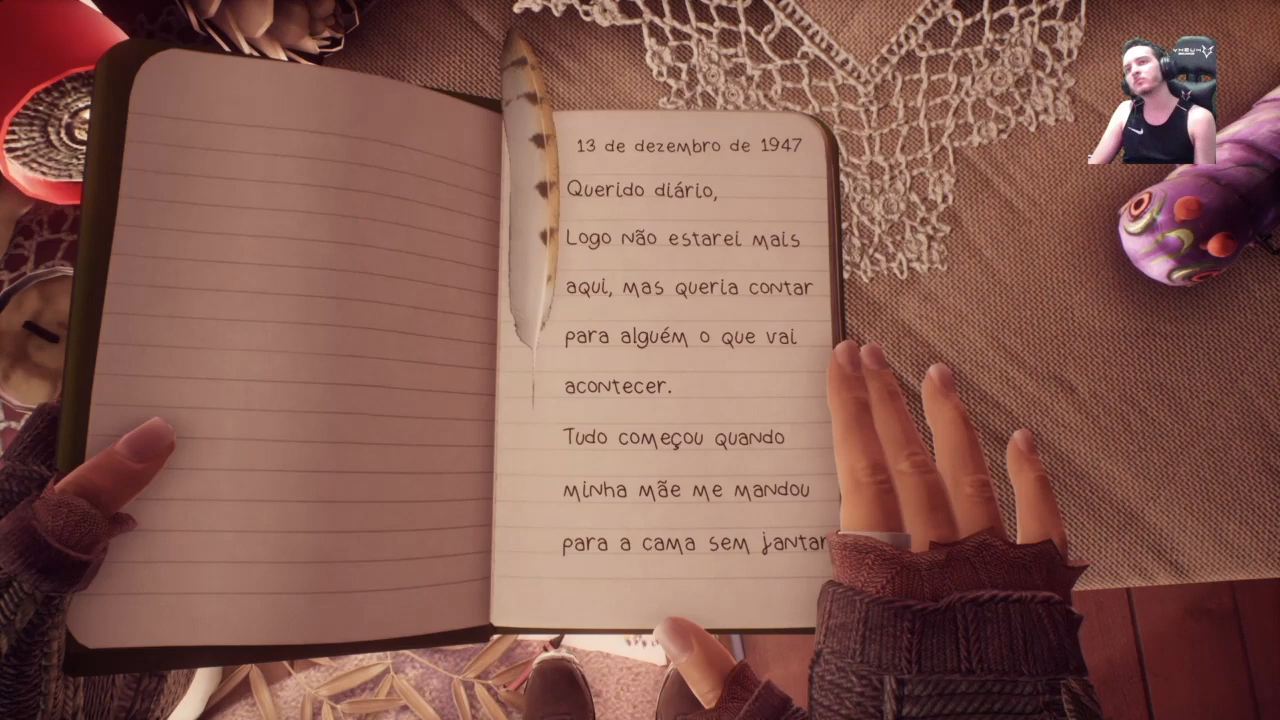 13 de dezembro de 1947
Querido diário,
Logo não estarei mais
aqui, mas queria contar
para alguém o que vai
acontecer.
Tudo começou quando
minha mãe me mandou
para a cama sem jantar